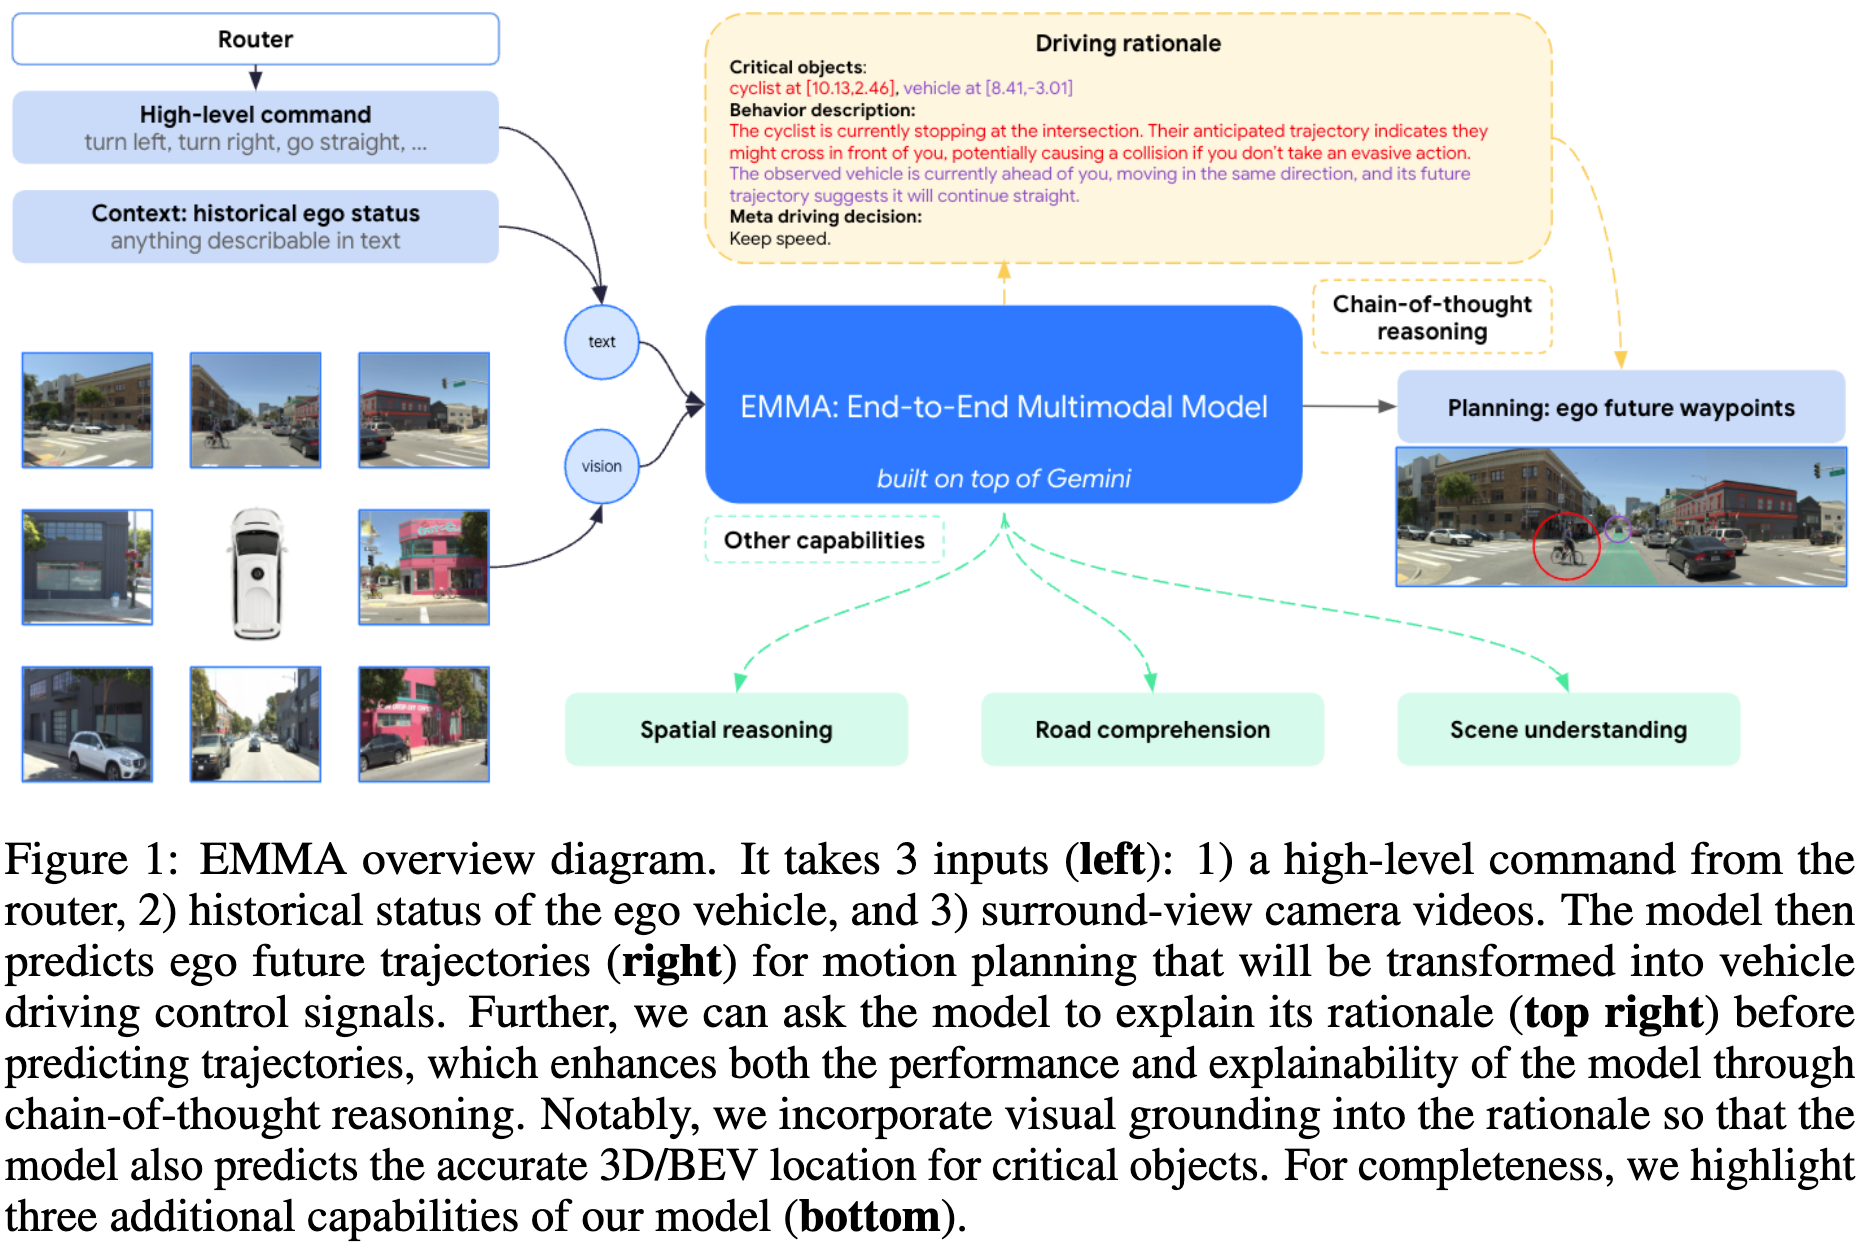 Router
High-level command
turn left, turn right, go straight, ...
Context: historical ego status
anything describable in text
text
vision
Driving rationale
Critical objects:
cyclist at [10.13,2.46], vehicle at [8.41,-3.01]
Behavior description:
The cyclist is currently stopping at the intersection. Their anticipated trajectory indicates they
might cross in front of you, potentially causing a collision if you don't take an evasive action.
The observed vehicle is currently ahead of you, moving in the same direction, and its future
trajectory suggests it will continue straight.
Meta driving decision:
Keep speed.
Chain-of-thought
reasoning
EMMA: End-to-End Multimodal Model
built on top of Gemini
Planning: ego future waypoints
Other capabilities
Spatial reasoning
Road comprehension
Scene understanding
Figure 1: EMMA overview diagram. It takes 3 inputs (left): 1) a high-level command from the
router, 2) historical status of the ego vehicle, and 3) surround-view camera videos. The model then
predicts ego future trajectories (right) for motion planning that will be transformed into vehicle
driving control signals. Further, we can ask the model to explain its rationale (top right) before
predicting trajectories, which enhances both the performance and explainability of the model through
chain-of-thought reasoning. Notably, we incorporate visual grounding into the rationale so that the
model also predicts the accurate 3D/BEV location for critical objects. For completeness, we highlight
three additional capabilities of our model (bottom).